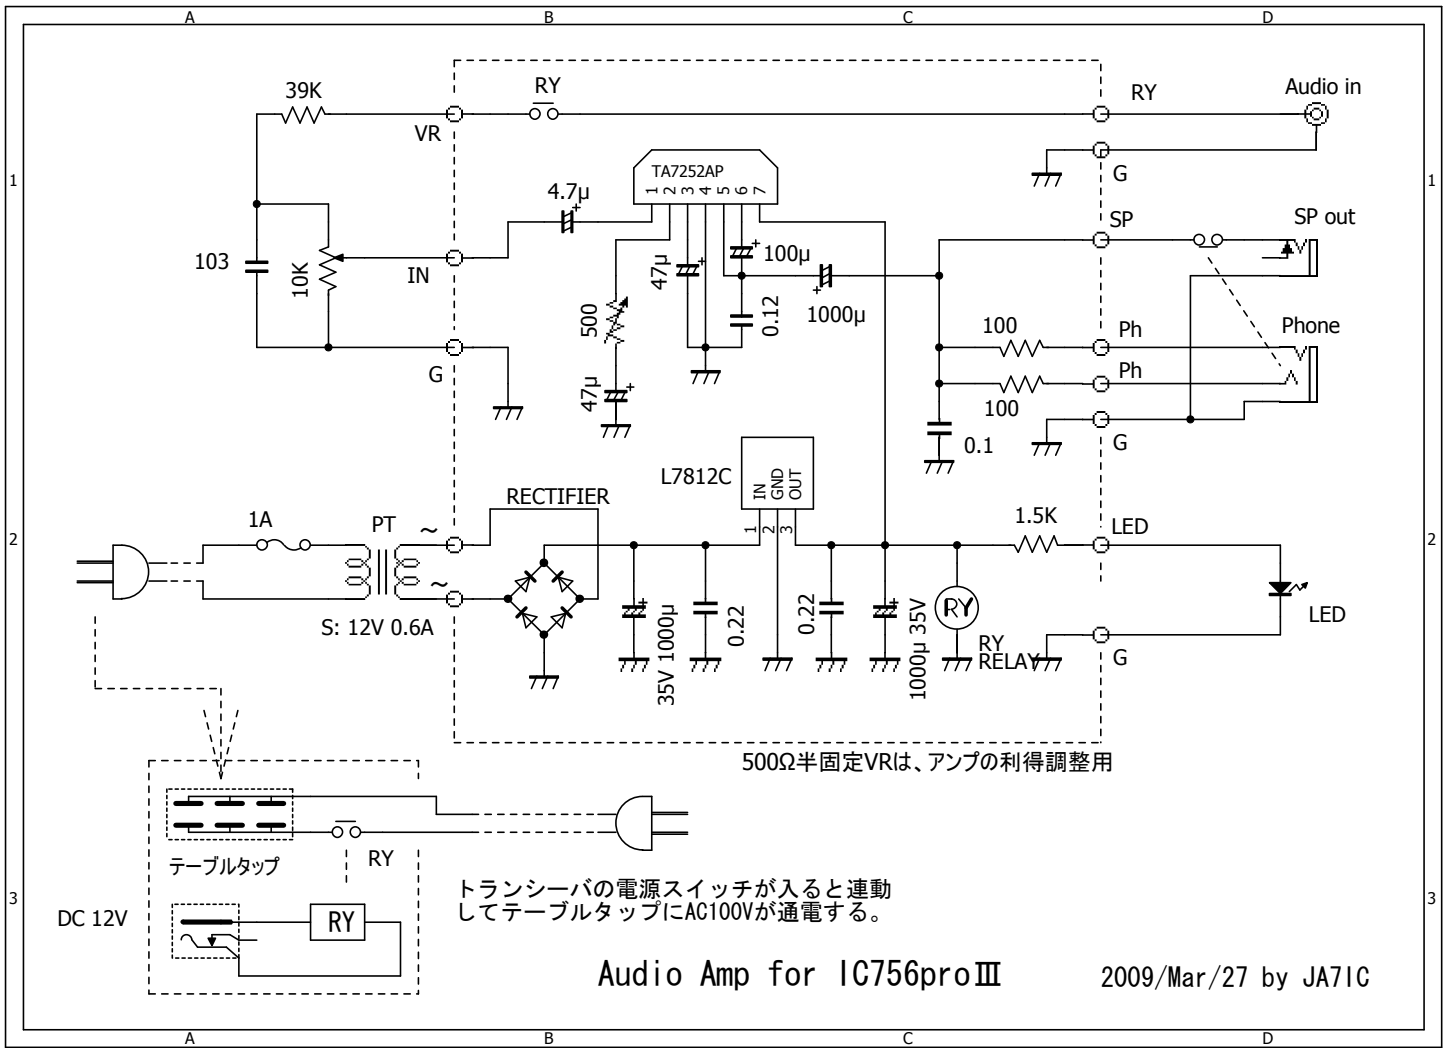 A
B
C
D
1
1
2
2
3
3
39K
VR
RY
RY
Audio in
G
TA7252AP
1
2
3
4
5
6
7
4.7μ
SP
SP out
103
10K
IN
500
47μ
47μ
100μ
0.12
1000μ
100
100
Ph
Ph
Phone
G
G
0.1
L7812C
IN
GND
OUT
1
2
3
RECTIFIER
1A
PT
~
~
S: 12V 0.6A
35V 1000μ
0.22
0.22
1000μ 35V
RY
RY
RELAY
1.5K
LED
LED
G
500Ω半固定VRは、アンプの利得調整用
テーブルタップ
RY
DC 12V
RY
トランシーバの電源スイッチが入ると連動
してテーブルタップにAC100Vが通電する。
Audio Amp for IC756proⅢ
2009/Mar/27 by JA7IC
A
B
C
D